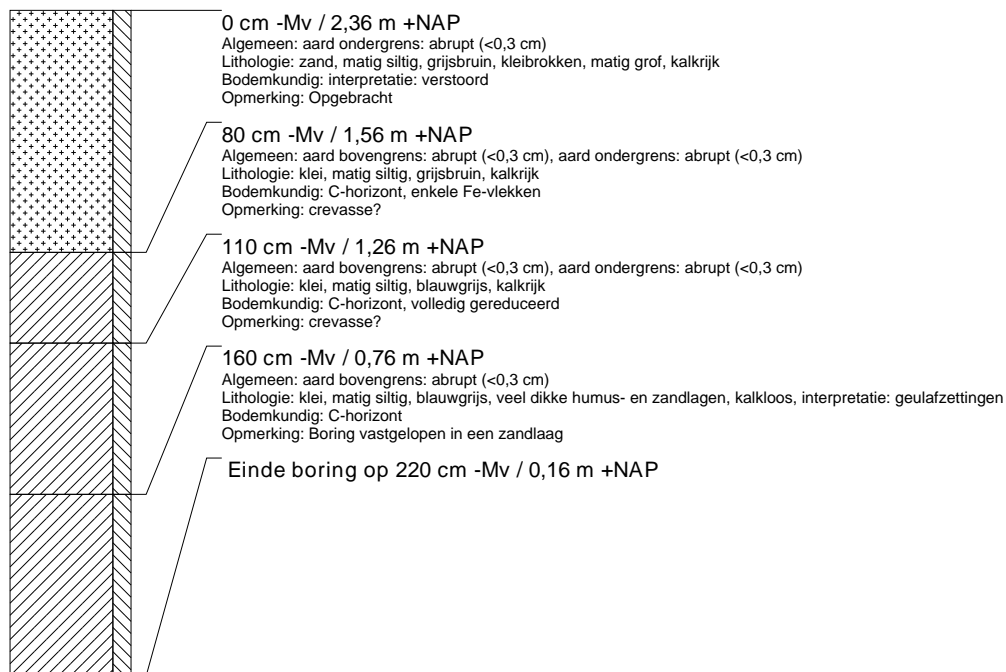 0 cm -Mv / 2,36 m +NAP
Algemeen: aard ondergrens: abrupt (<0,3 cm)
Lithologie: zand, matig siltig, grijsbruin, kleibrokken, matig grof, kalkrijk
Bodemkundig: interpretatie: verstoord
Opmerking: Opgebracht
80 cm -Mv / 1,56 m +NAP
Algemeen: aard bovengrens: abrupt (<0,3 cm), aard ondergrens: abrupt (<0,3 cm)
Lithologie: klei, matig siltig, grijsbruin, kalkrijk
Bodemkundig: C-horizont, enkele Fe-vlekken
Opmerking: crevasse?
110 cm -Mv / 1,26 m +NAP
Algemeen: aard bovengrens: abrupt (<0,3 cm), aard ondergrens: abrupt (<0,3 cm)
Lithologie: klei, matig siltig, blauwgrijs, kalkrijk
Bodemkundig: C-horizont, volledig gereduceerd
Opmerking: crevasse?
160 cm -Mv / 0,76 m +NAP
Algemeen: aard bovengrens: abrupt (<0,3 cm)
Lithologie: klei, matig siltig, blauwgrijs, veel dikke humus- en zandlagen, kalkloos, interpretatie: geulafzettingen
Bodemkundig: C-horizont
Opmerking: Boring vastgelopen in een zandlaag
Einde boring op 220 cm -Mv / 0,16 m +NAP